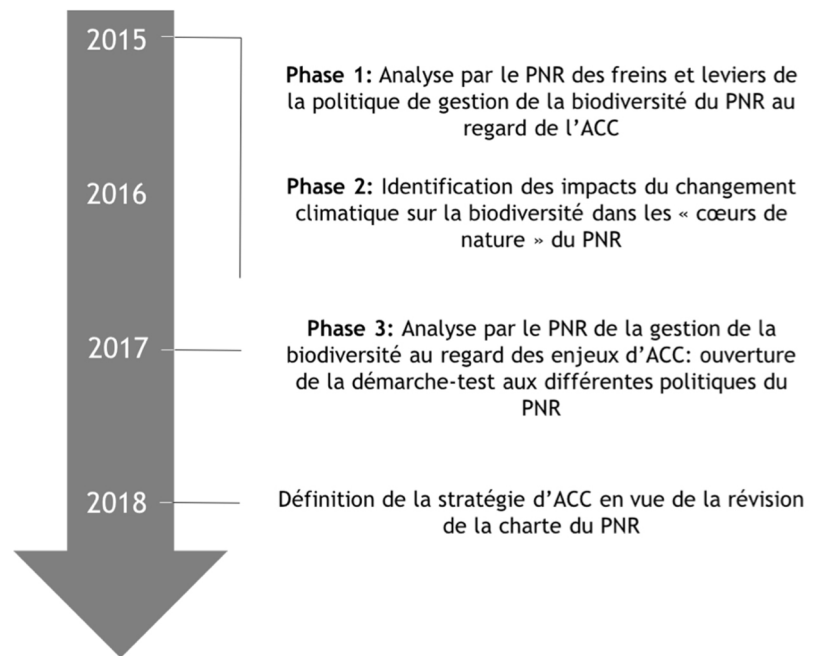 2015
Phase 1: Analyse par le PNR des freins et leviers de
la politique de gestion de la biodiversité du PNR au
regard de l’ACC
2016
Phase 2: Identification des impacts du changement
climatique sur la biodiversité dans les « cœurs de
nature » du PNR
2017
Phase 3: Analyse par le PNR de la gestion de la
biodiversité au regard des enjeux d’ACC: ouverture
de la démarche-test aux différentes politiques du
PNR
2018
Définition de la stratégie d’ACC en vue de la révision
de la charte du PNR